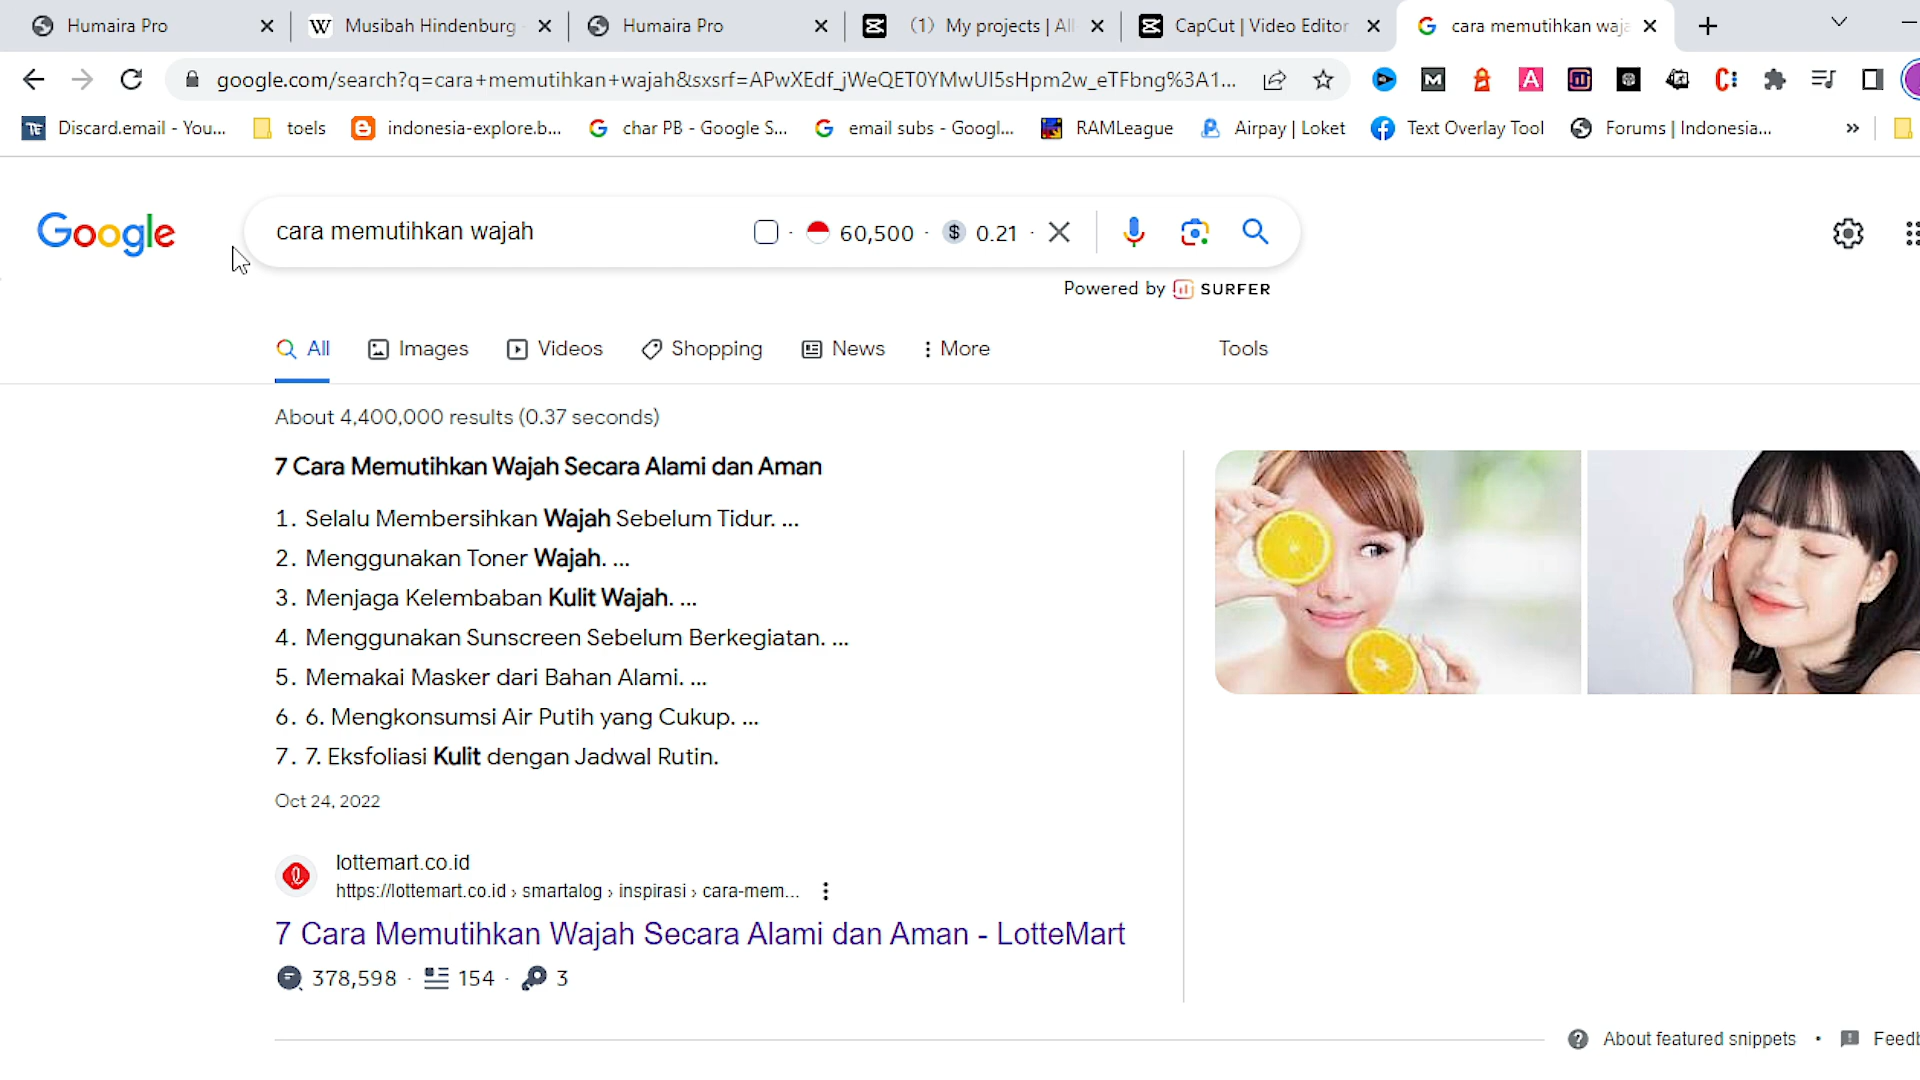 Humaira Pro
Musibah Hindenburg
Humaira Pro
(1) My projects | All
CapCut | Video Editor
cara memutihkan waja
google.com/search?q=cara+memutihkan+wajah&sxsrf=APwXEdf_jWeQET0YMwUI5sHpm2w_eTFbng%3A1...
Discard.email - You...
toels
indonesia-explore.b...
char PB - Google S...
email subs - Googl...
RAMLeague
Airpay | Loket
Text Overlay Tool
Forums | Indonesia...
Google
cara memutihkan wajah
60,500 · $ 0.21 ·
Powered by SURFER
All
Images
Videos
Shopping
News
More
Tools
About 4,400,000 results (0.37 seconds)
7 Cara Memutihkan Wajah Secara Alami dan Aman
1. Selalu Membersihkan Wajah Sebelum Tidur. ...
2. Menggunakan Toner Wajah. ...
3. Menjaga Kelembaban Kulit Wajah. ...
4. Menggunakan Sunscreen Sebelum Berkegiatan. ...
5. Memakai Masker dari Bahan Alami. ...
6. 6. Mengkonsumsi Air Putih yang Cukup. ...
7. 7. Eksfoliasi Kulit dengan Jadwal Rutin.
Oct 24, 2022
lottemart.co.id
https://lottemart.co.id › smartalog › inspirasi › cara-mem...
7 Cara Memutihkan Wajah Secara Alami dan Aman - LotteMart
378,598 · 154 · 3
About featured snippets • Feedb